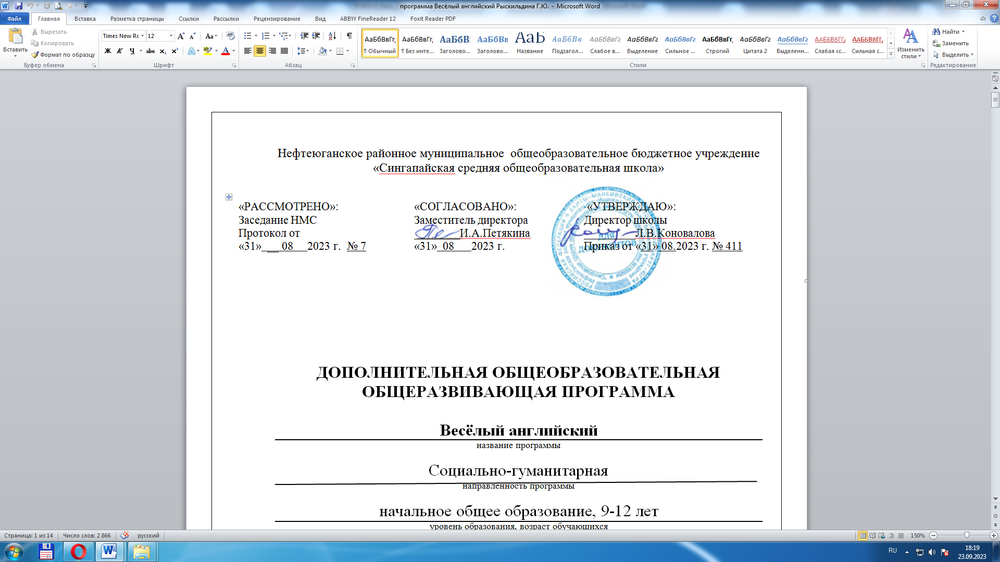 программа Весёлый английский Рыскильдина Г.Ю. - Microsoft Word
Файл Главная Вставка Разметка страницы Ссылки Рассылки Рецензирование Вид ABBYY FineReader 12 Foxit Reader PDF
Вставить
Вырезать
Копировать
Формат по образцу
Буфер обмена
Times New Rc 12
Ж К Ч abc x₂ x²
Шрифт
Абзац
АаБбВвГг, АаБбВвГг, АаБбВ АаБбВв АаБ АаБбВв. АаБбВвГг АаБбВвГг АаБбВвГг АаБбВвГг, АаБбВвГг АаБбВвГг ААББВВГГ, ААББВВГГ,
¶ Обычный ¶ Без инте... Заголово... Заголово... Название Подзагол... Слабое в... Выделение Сильное ... Строгий Цитата 2 Выделенн... Слабая сс... Сильная с...
Стили
Изменить стили
Найти
Заменить
Выделить
Редактирование
Нефтеюганское районное муниципальное  общеобразовательное бюджетное учреждение
«Сингапайская средняя общеобразовательная школа»
«РАССМОТРЕНО»:
Заседание НМС
Протокол от
«31»_ __ 08___2023 г.  № 7
«СОГЛАСОВАНО»:
Заместитель директора
________И.А.Петякина
«31»_08___2023 г.
«УТВЕРЖДАЮ»:
Директор школы
_________Л.В.Коновалова
Приказ от «31» 08.2023 г. № 411
ДЛЯ
ДОКУМЕНТОВ
ДОПОЛНИТЕЛЬНАЯ ОБЩЕОБРАЗОВАТЕЛЬНАЯ
ОБЩЕРАЗВИВАЮЩАЯ ПРОГРАММА
Весёлый английский
название программы
Социально-гуманитарная
направленность программы
начальное общее образование, 9-12 лет
уровень образования, возраст обучающихся
Страница: 1 из 14 Число слов: 2 866 русский 150%
RU 18:19
23.09.2023